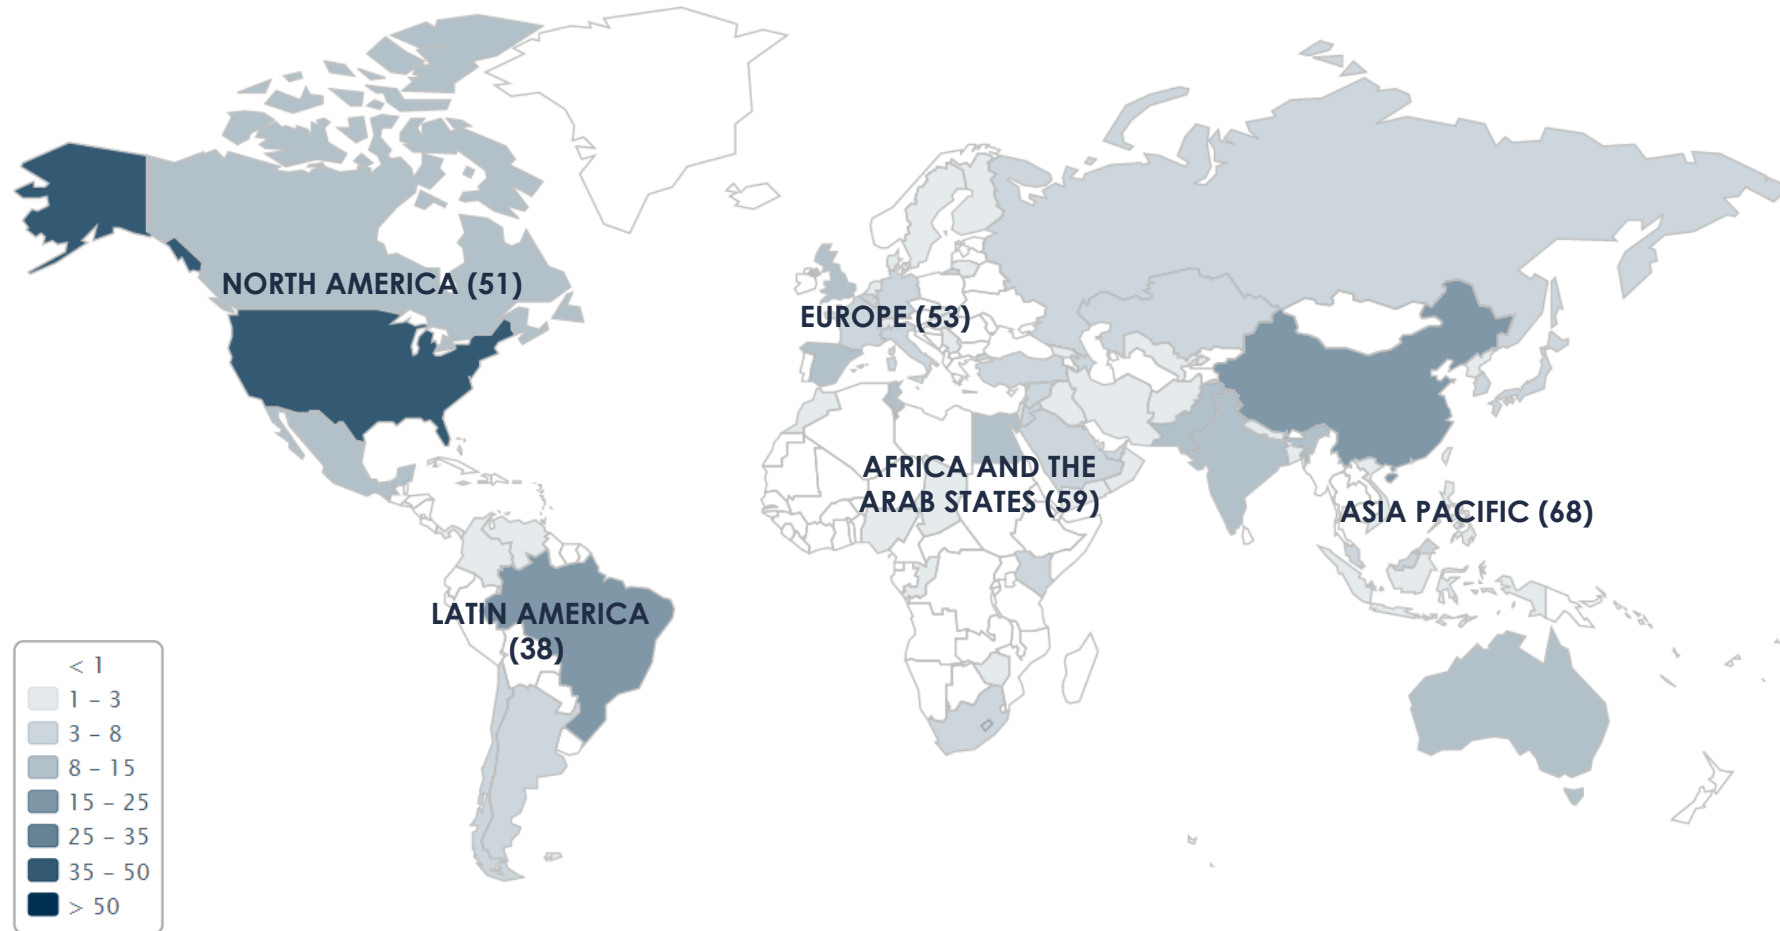 NORTH AMERICA (51)
EUROPE (53)
AFRICA AND THE
ARAB STATES (59)
ASIA PACIFIC (68)
LATIN AMERICA
(38)
< 1
1 – 3
3 – 8
8 – 15
15 – 25
25 – 35
35 – 50
> 50